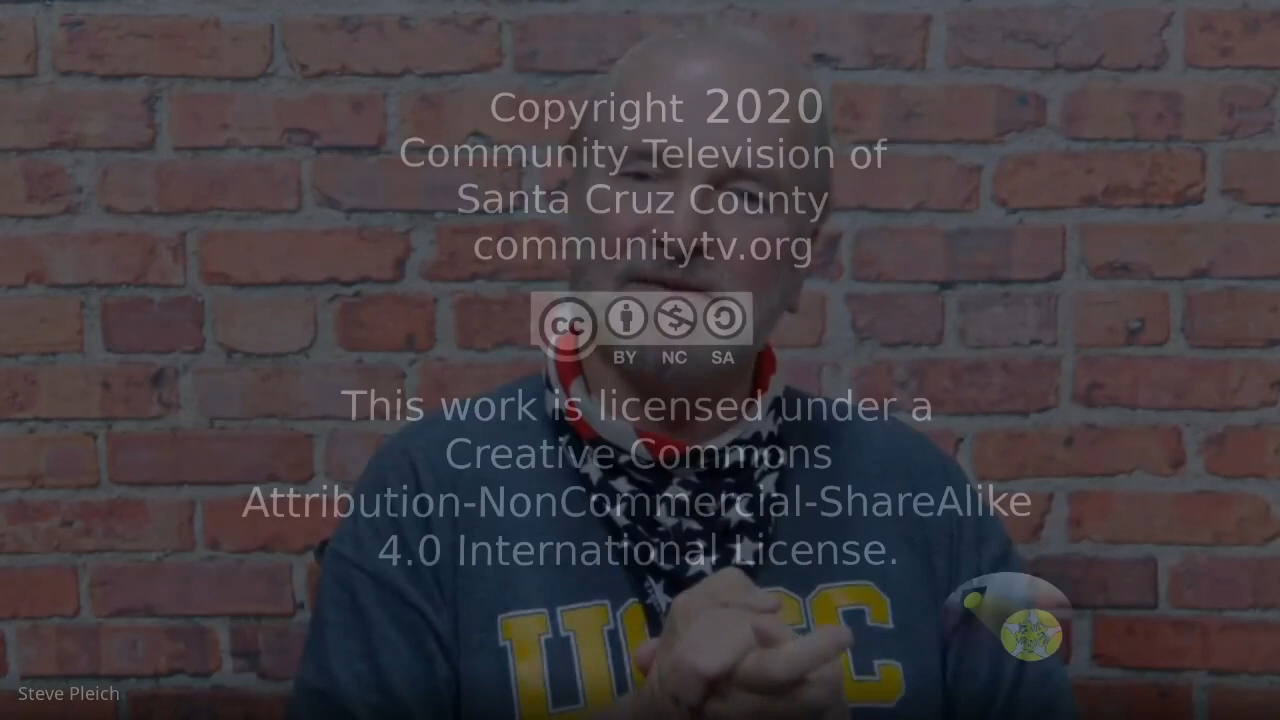 Copyright 2020
Community Television of
Santa Cruz County
communitytv.org
cc
BY NC SA
This work is licensed under a
Creative Commons
Attribution-NonCommercial-ShareAlike
4.0 International License.
Steve Pleich